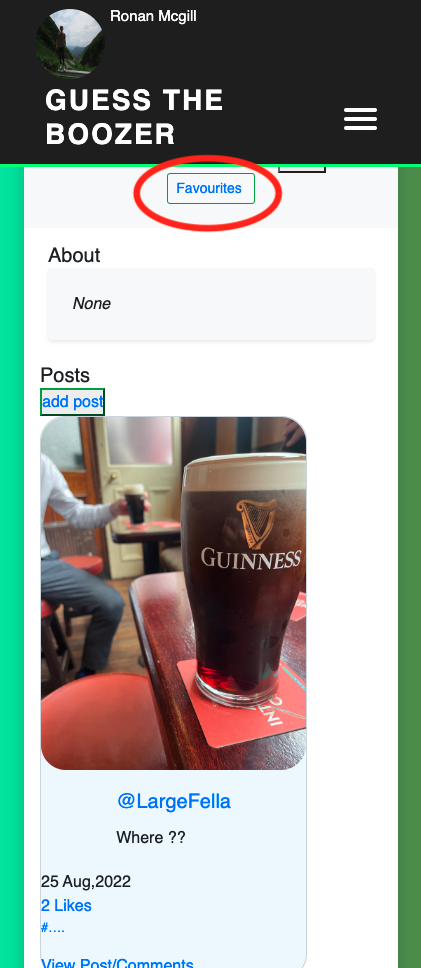 Ronan Mcgill
GUESS THE
BOOZER
Favourites
About
None
Posts
add post
GUINNESS
@LargeFella
Where ??
25 Aug,2022
2 Likes
#....
View Post/Comments